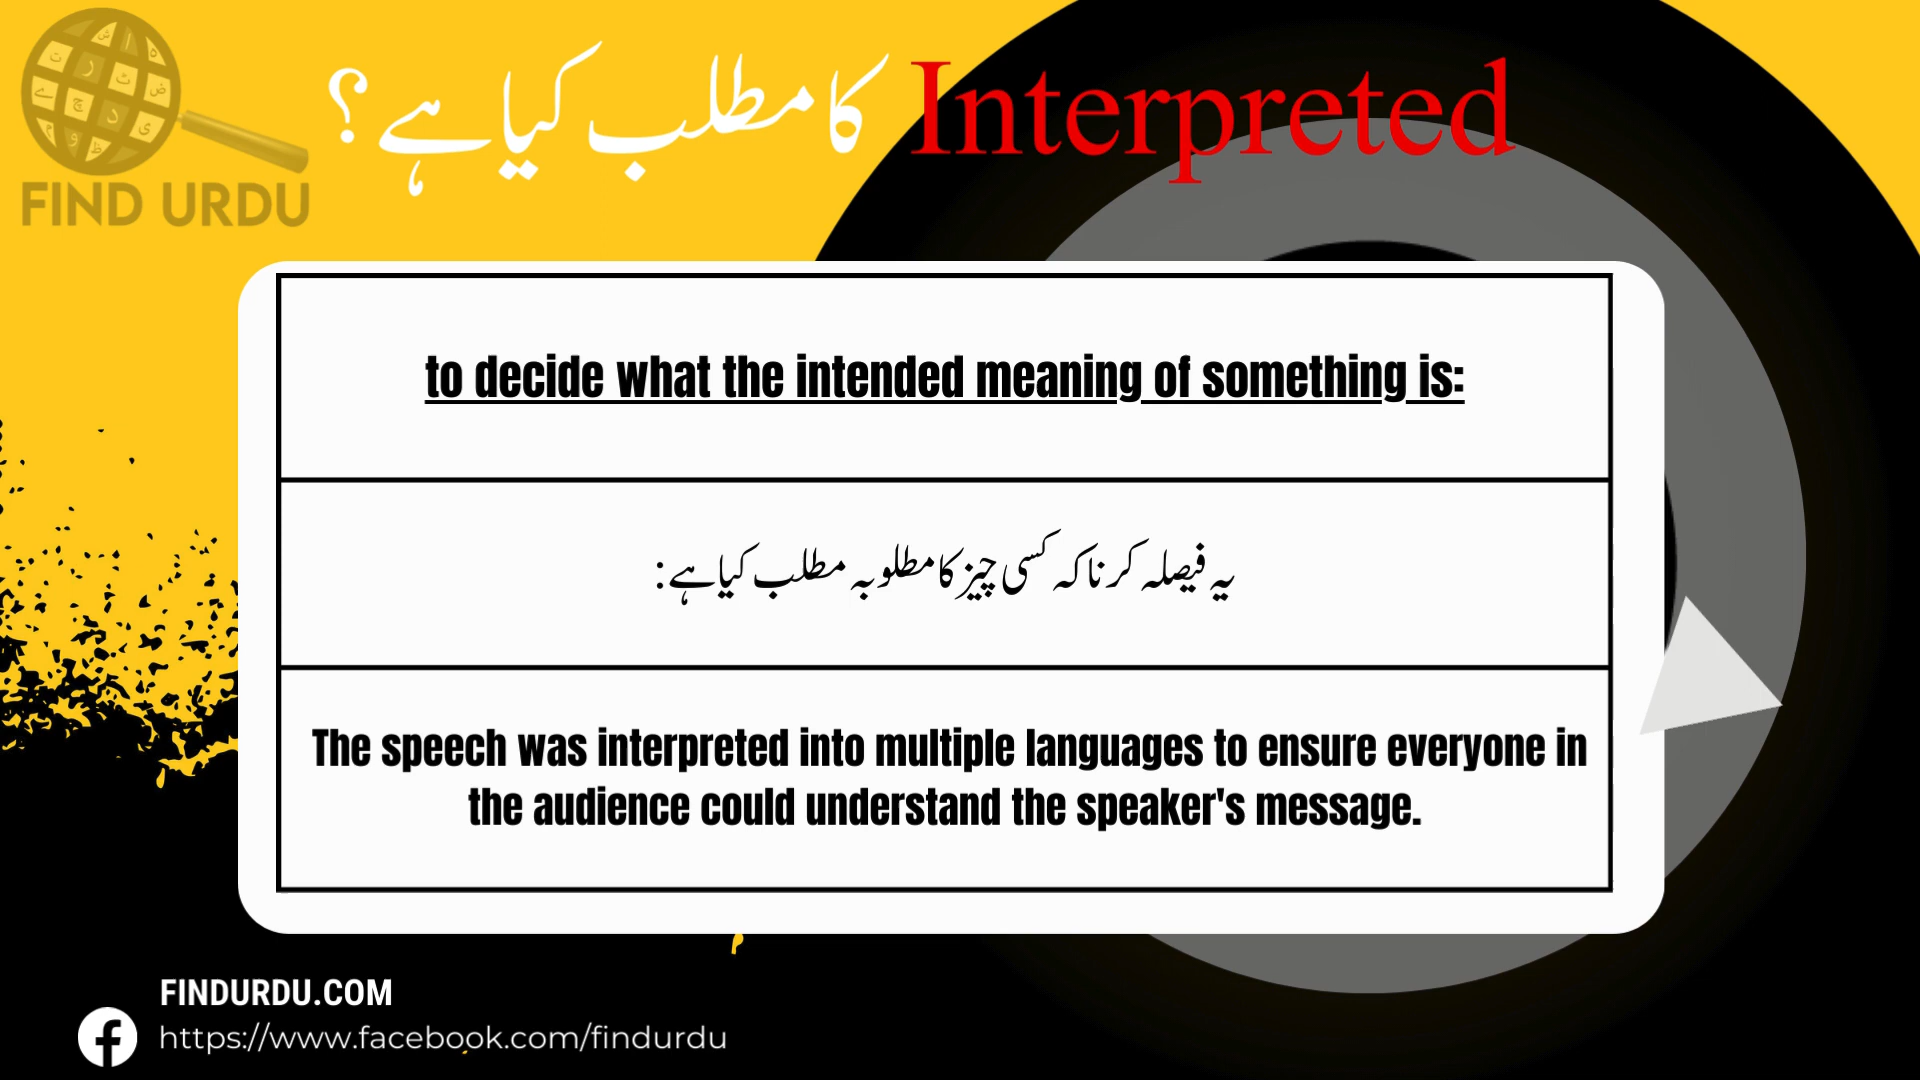 FIND URDU
Interpreted کا مطلب کیا ہے ؟
to decide what the intended meaning of something is:
یہ فیصلہ کرنا کہ کسی چیز کا مطلوبہ مطلب کیا ہے :
The speech was interpreted into multiple languages to ensure everyone in
the audience could understand the speaker's message.
FINDURDU.COM
https://www.facebook.com/findurdu